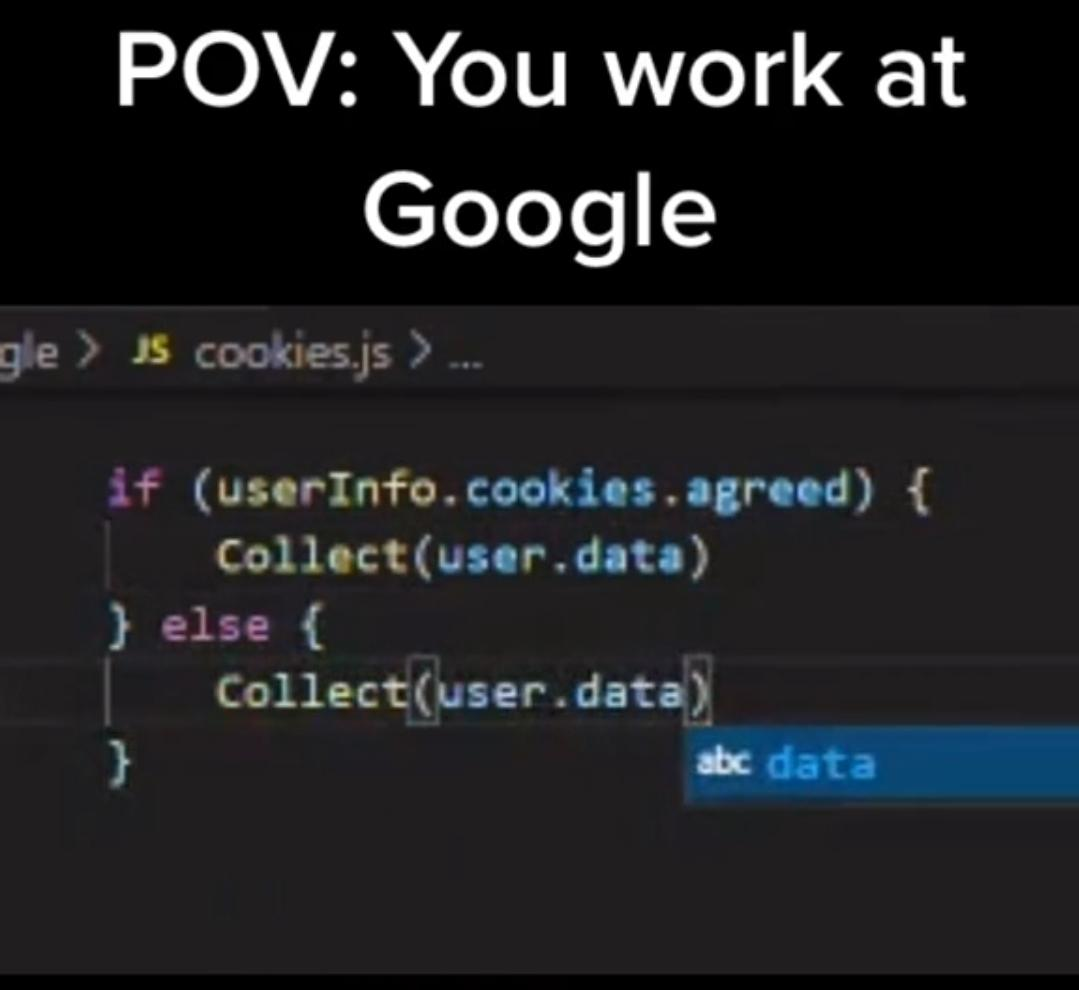 POV: You work at
Google
gle > JS cookies.js > ...
if (userInfo.cookies.agreed) {
Collect(user.data)
} else {
Collect(user.data)
}
abc data